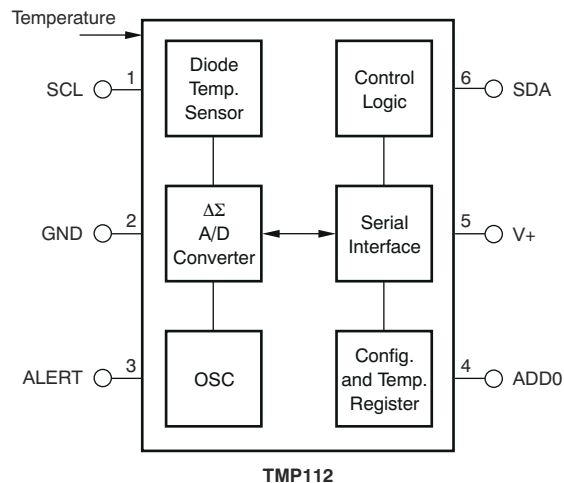 Temperature
SCL
1
Diode
Temp.
Sensor
Control
Logic
6
SDA
GND
2
ΔΣ
A/D
Converter
Serial
Interface
5
V+
ALERT
3
OSC
Config.
and Temp.
Register
4
ADD0
TMP112